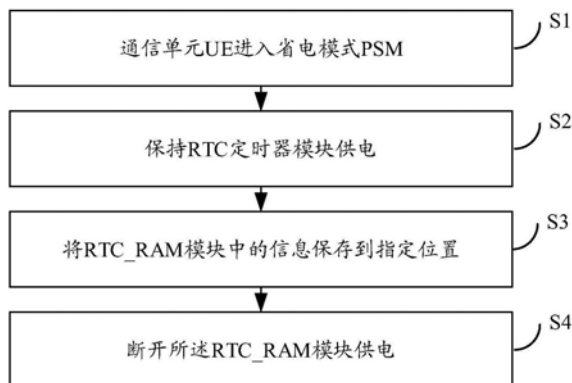 通信单元UE进入省电模式PSM
S1
保持RTC定时器模块供电
S2
将RTC_RAM模块中的信息保存到指定位置
S3
断开所述RTC_RAM模块供电
S4